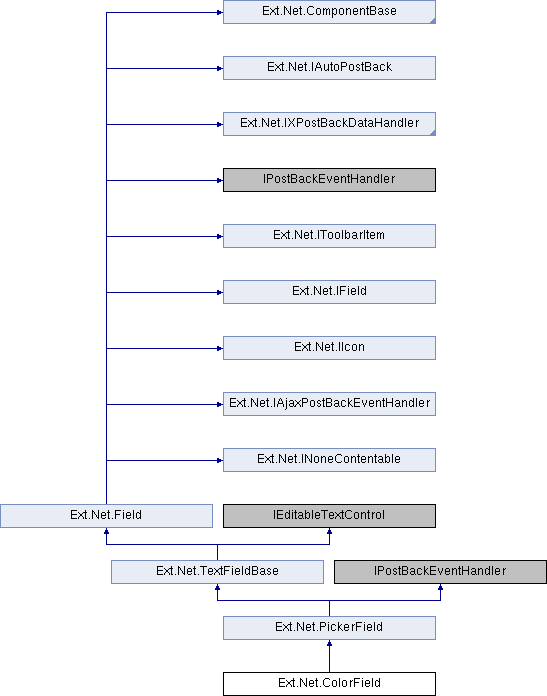 Ext.Net.ComponentBase
Ext.Net.IAutoPostBack
Ext.Net.IXPostBackDataHandler
IPostBackEventHandler
Ext.Net.IToolbarItem
Ext.Net.IField
Ext.Net.IIcon
Ext.Net.IAjaxPostBackEventHandler
Ext.Net.INoneContentable
Ext.Net.Field
IEditableTextControl
Ext.Net.TextFieldBase
IPostBackEventHandler
Ext.Net.PickerField
Ext.Net.ColorField